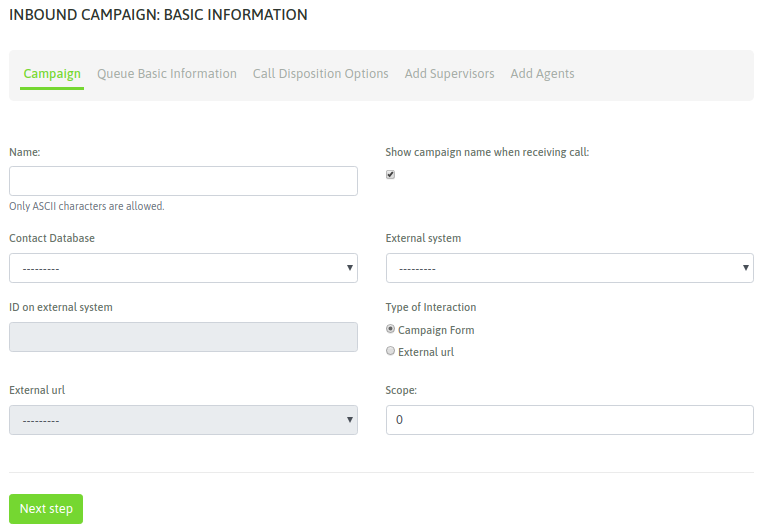 INBOUND CAMPAIGN: BASIC INFORMATION
Campaign Queue Basic Information Call Disposition Options Add Supervisors Add Agents
Name: Show campaign name when receiving call:
Only ASCII characters are allowed.
Contact Database External system
--------- ---------
ID on external system Type of Interaction
Campaign Form
External url
External url Scope:
--------- 0
Next step